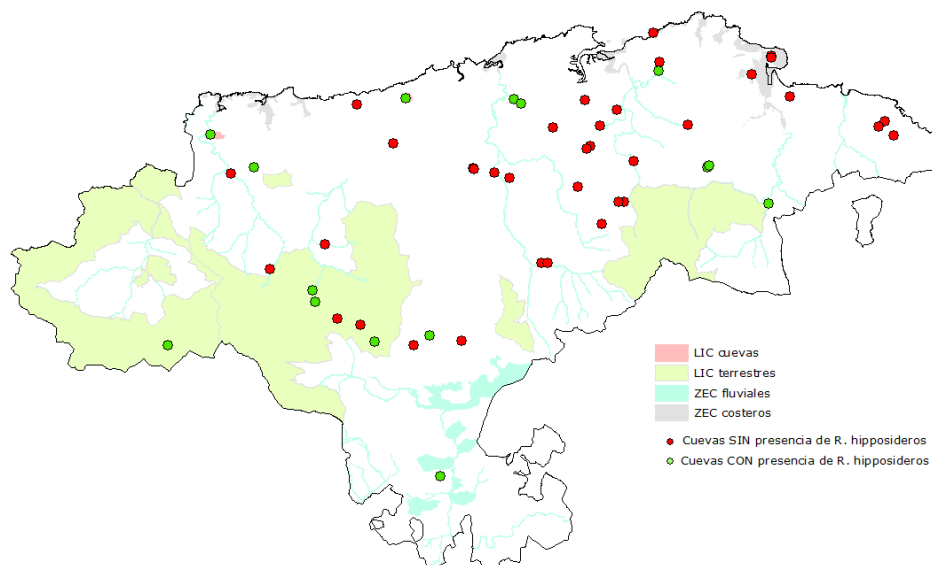 LIC cuevas
LIC terrestres
ZEC fluviales
ZEC costeros
Cuevas SIN presencia de R. hipposideros
Cuevas CON presencia de R. hipposideros